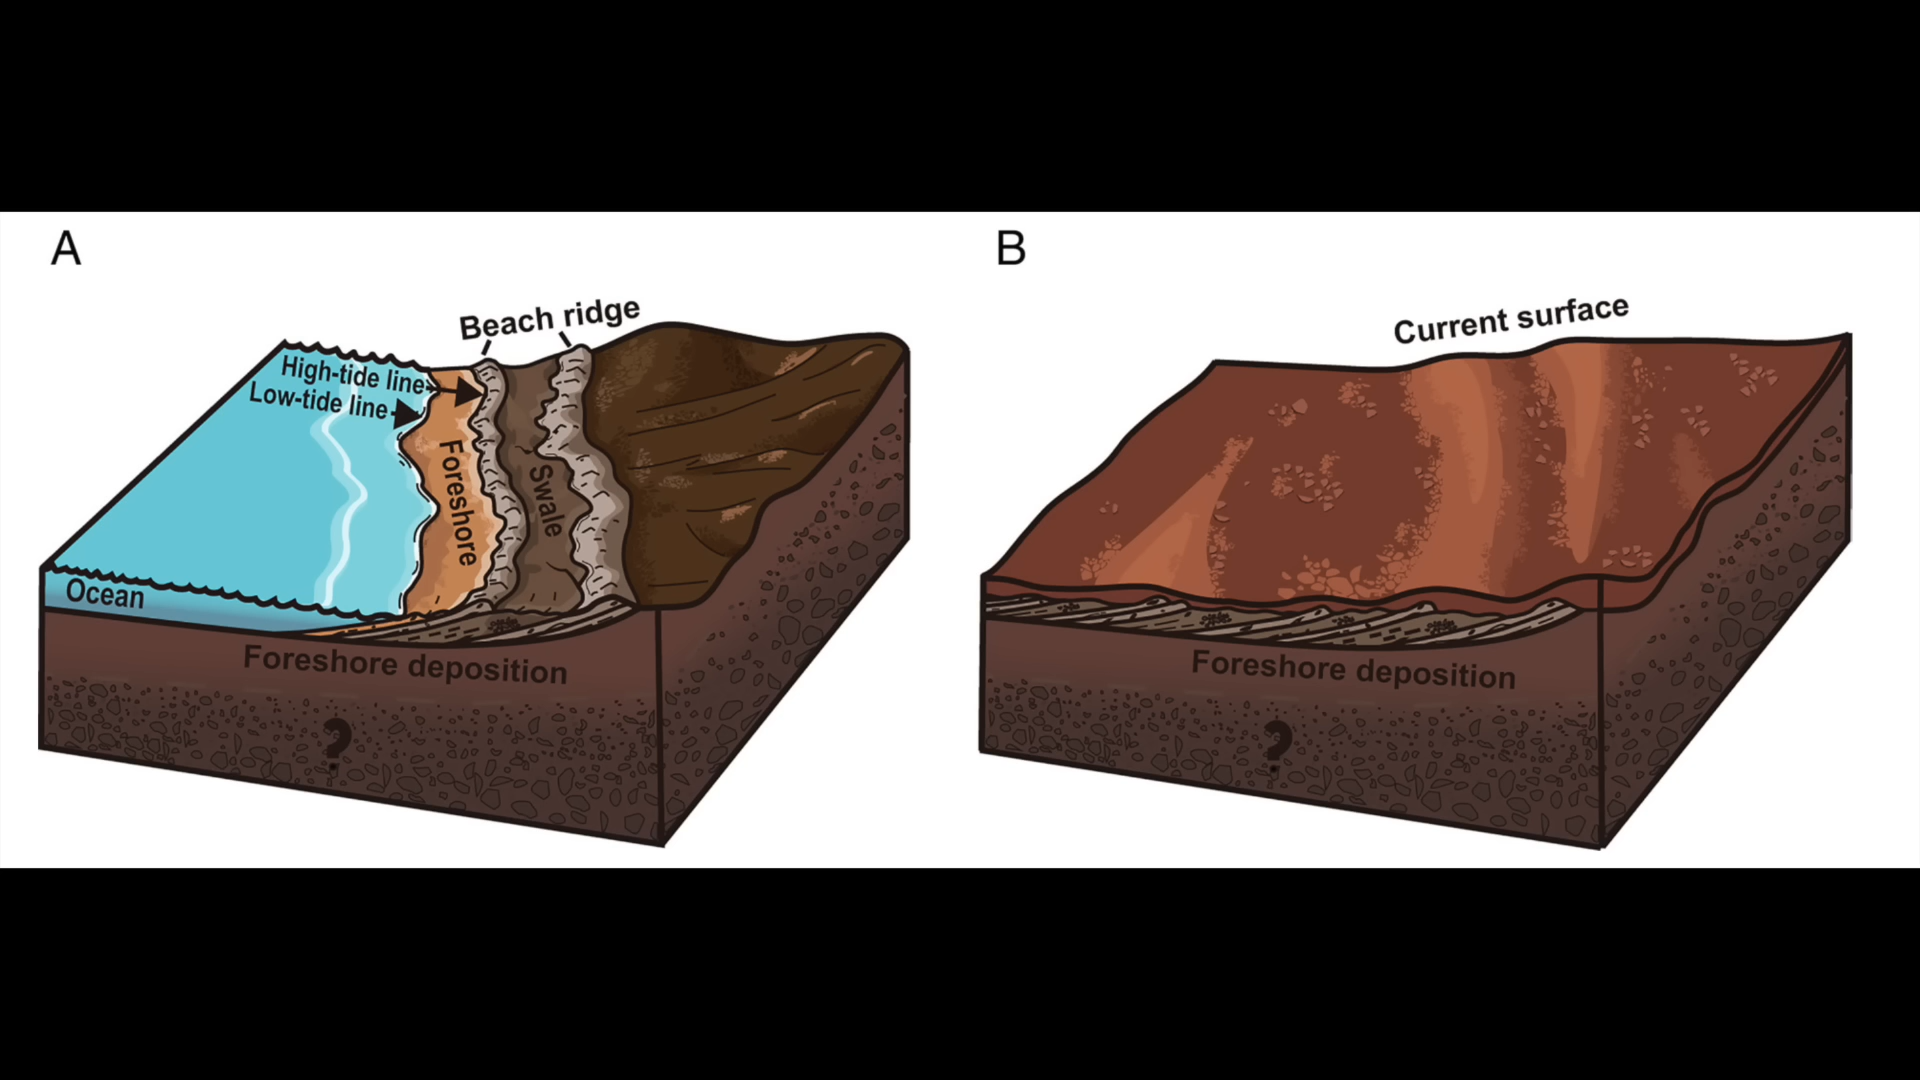 A
Beach ridge
High-tide line
Low-tide line
Foreshore
Swale
Ocean
Foreshore deposition
?
B
Current surface
Foreshore deposition
?